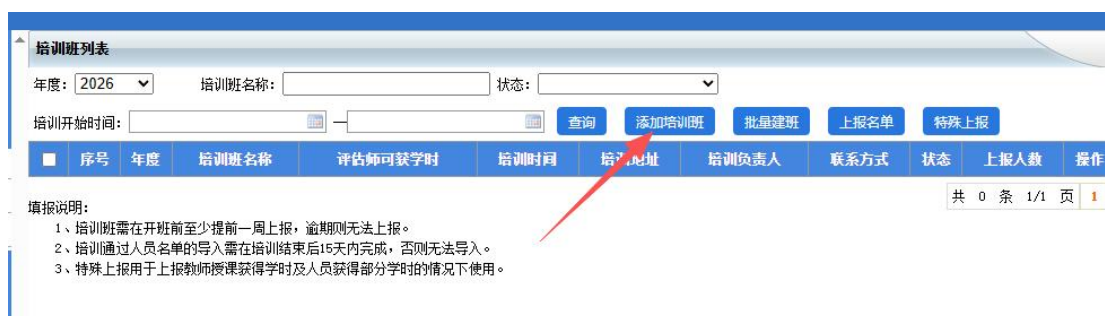 培训班列表
年度： 2026 培训班名称： 状态：
培训开始时间： — 查询 添加培训班 批量建班 上报名单 特殊上报
序号 年度 培训班名称 评估师可获学时 培训时间 培训地址 培训负责人 联系方式 状态 上报人数 操作
共 0 条 1/1 页 1
填报说明：
1、培训班需在开班前至少提前一周上报，逾期则无法上报。
2、培训通过人员名单的导入需在培训结束后15天内完成，否则无法导入。
3、特殊上报用于上报教师授课获得学时及人员获得部分学时的情况下使用。